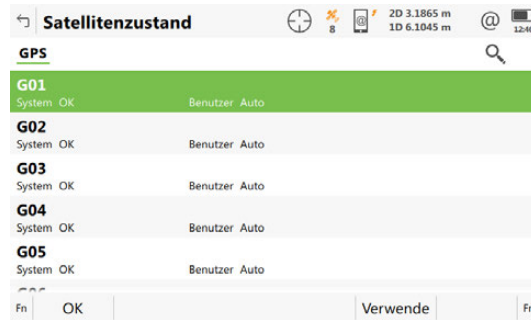 Satellitenzustand
8
2D 3.1865 m
1D 6.1045 m
@
GPS
G01
System OK Benutzer Auto
G02
System OK Benutzer Auto
G03
System OK Benutzer Auto
G04
System OK Benutzer Auto
G05
System OK Benutzer Auto
Fn OK Verwende